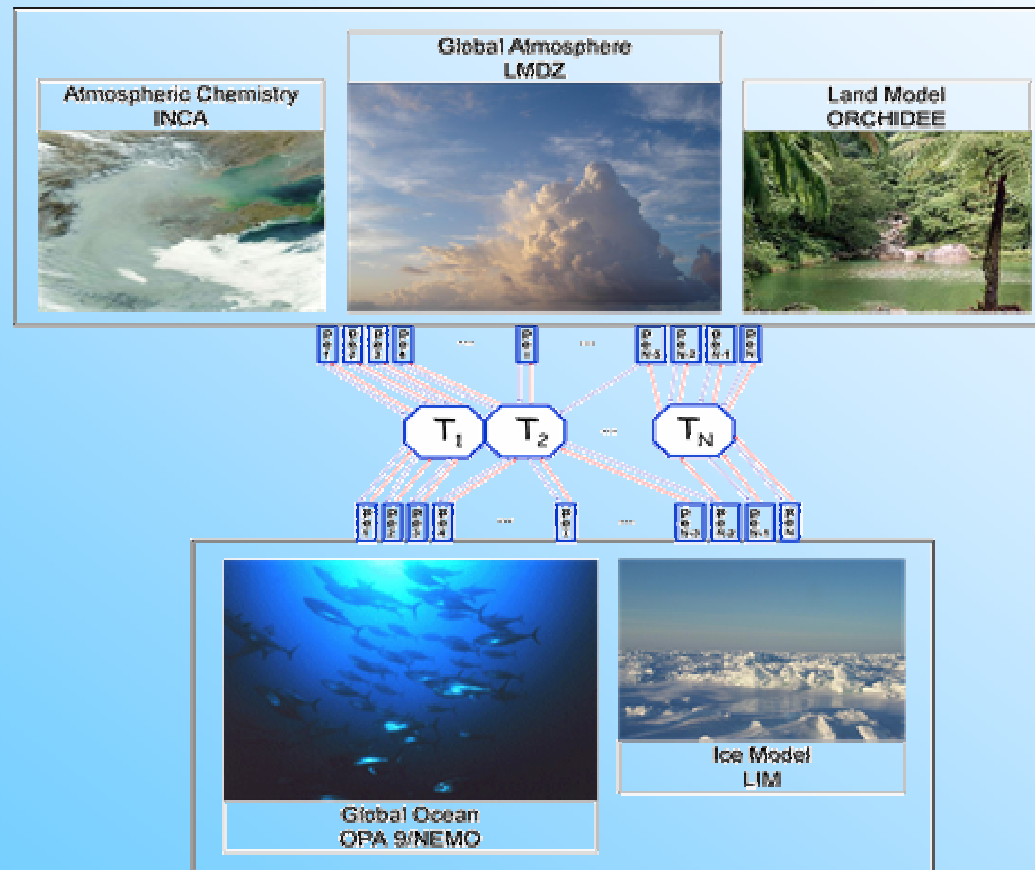 Global Atmosphere
LMDZ
Atmospheric Chemistry
INCA
Land Model
ORCHIDEE
...
...
T1
T2
...
TN
...
...
Global Ocean
OPA 9/NEMO
Ice Model
LIM